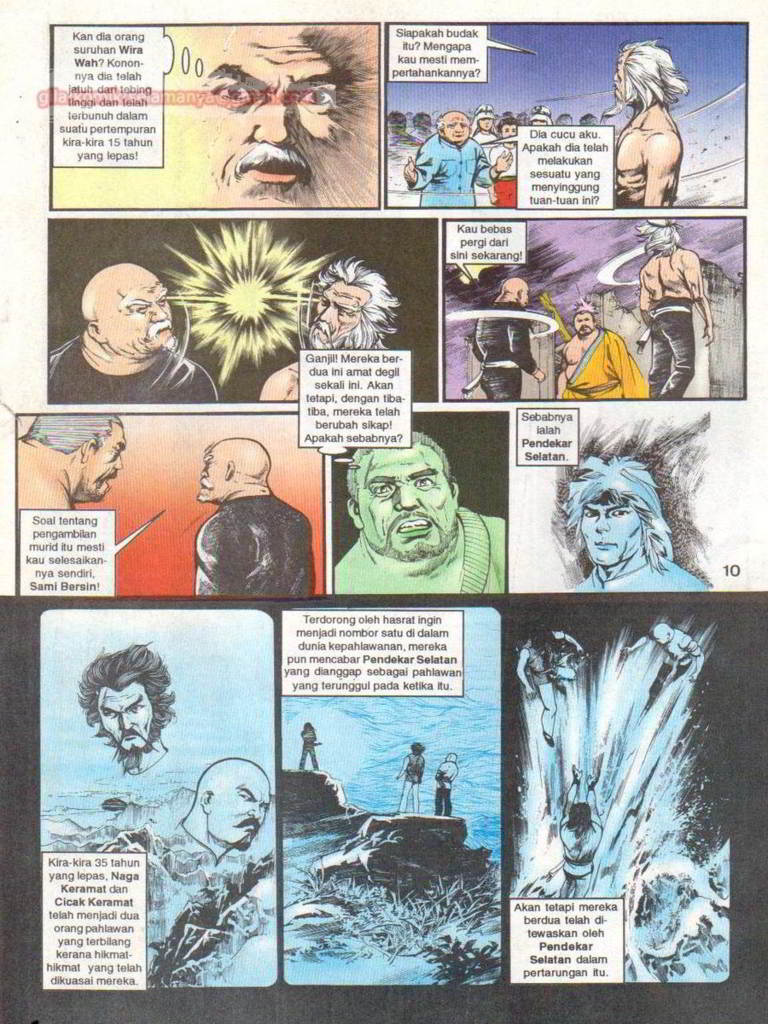 Kan dia orang
suruhan Wira
Wah? Konon-
nya dia telah
jatuh dari tebing
tinggi dan telah
terbunuh dalam
suatu pertempuran
kira-kira 15 tahun
yang lepas!
Siapakah budak
itu? Mengapa
kau mesti mem-
pertahankannya?
Dia cucu aku.
Apakah dia telah
melakukan
sesuatu yang
menyinggung
tuan-tuan ini?
Ganjil! Mereka ber-
dua ini amat degil
sekali ini. Akan
tetapi, dengan tiba-
tiba, mereka telah
berubah sikap!
Apakah sebabnya?
Kau bebas
pergi dari
sini sekarang!
Soal tentang
pengambilan
murid itu mesti
kau selesaikan-
nya sendiri,
Sami Bersin!
Sebabnya
ialah
Pendekar
Selatan.
10
Kira-kira 35 tahun
yang lepas, Naga
Keramat dan
Cicak Keramat
telah menjadi dua
orang pahlawan
yang terbilang
kerana hikmat-
hikmat yang telah
dikuasai mereka.
Terdorong oleh hasrat ingin
menjadi nombor satu di dalam
dunia kepahlawanan, mereka
pun mencabar Pendekar Selatan
yang dianggap sebagai pahlawan
yang terunggul pada ketika itu.
Akan tetapi mereka
berdua telah di-
tewaskan oleh
Pendekar
Selatan dalam
pertarungan itu.